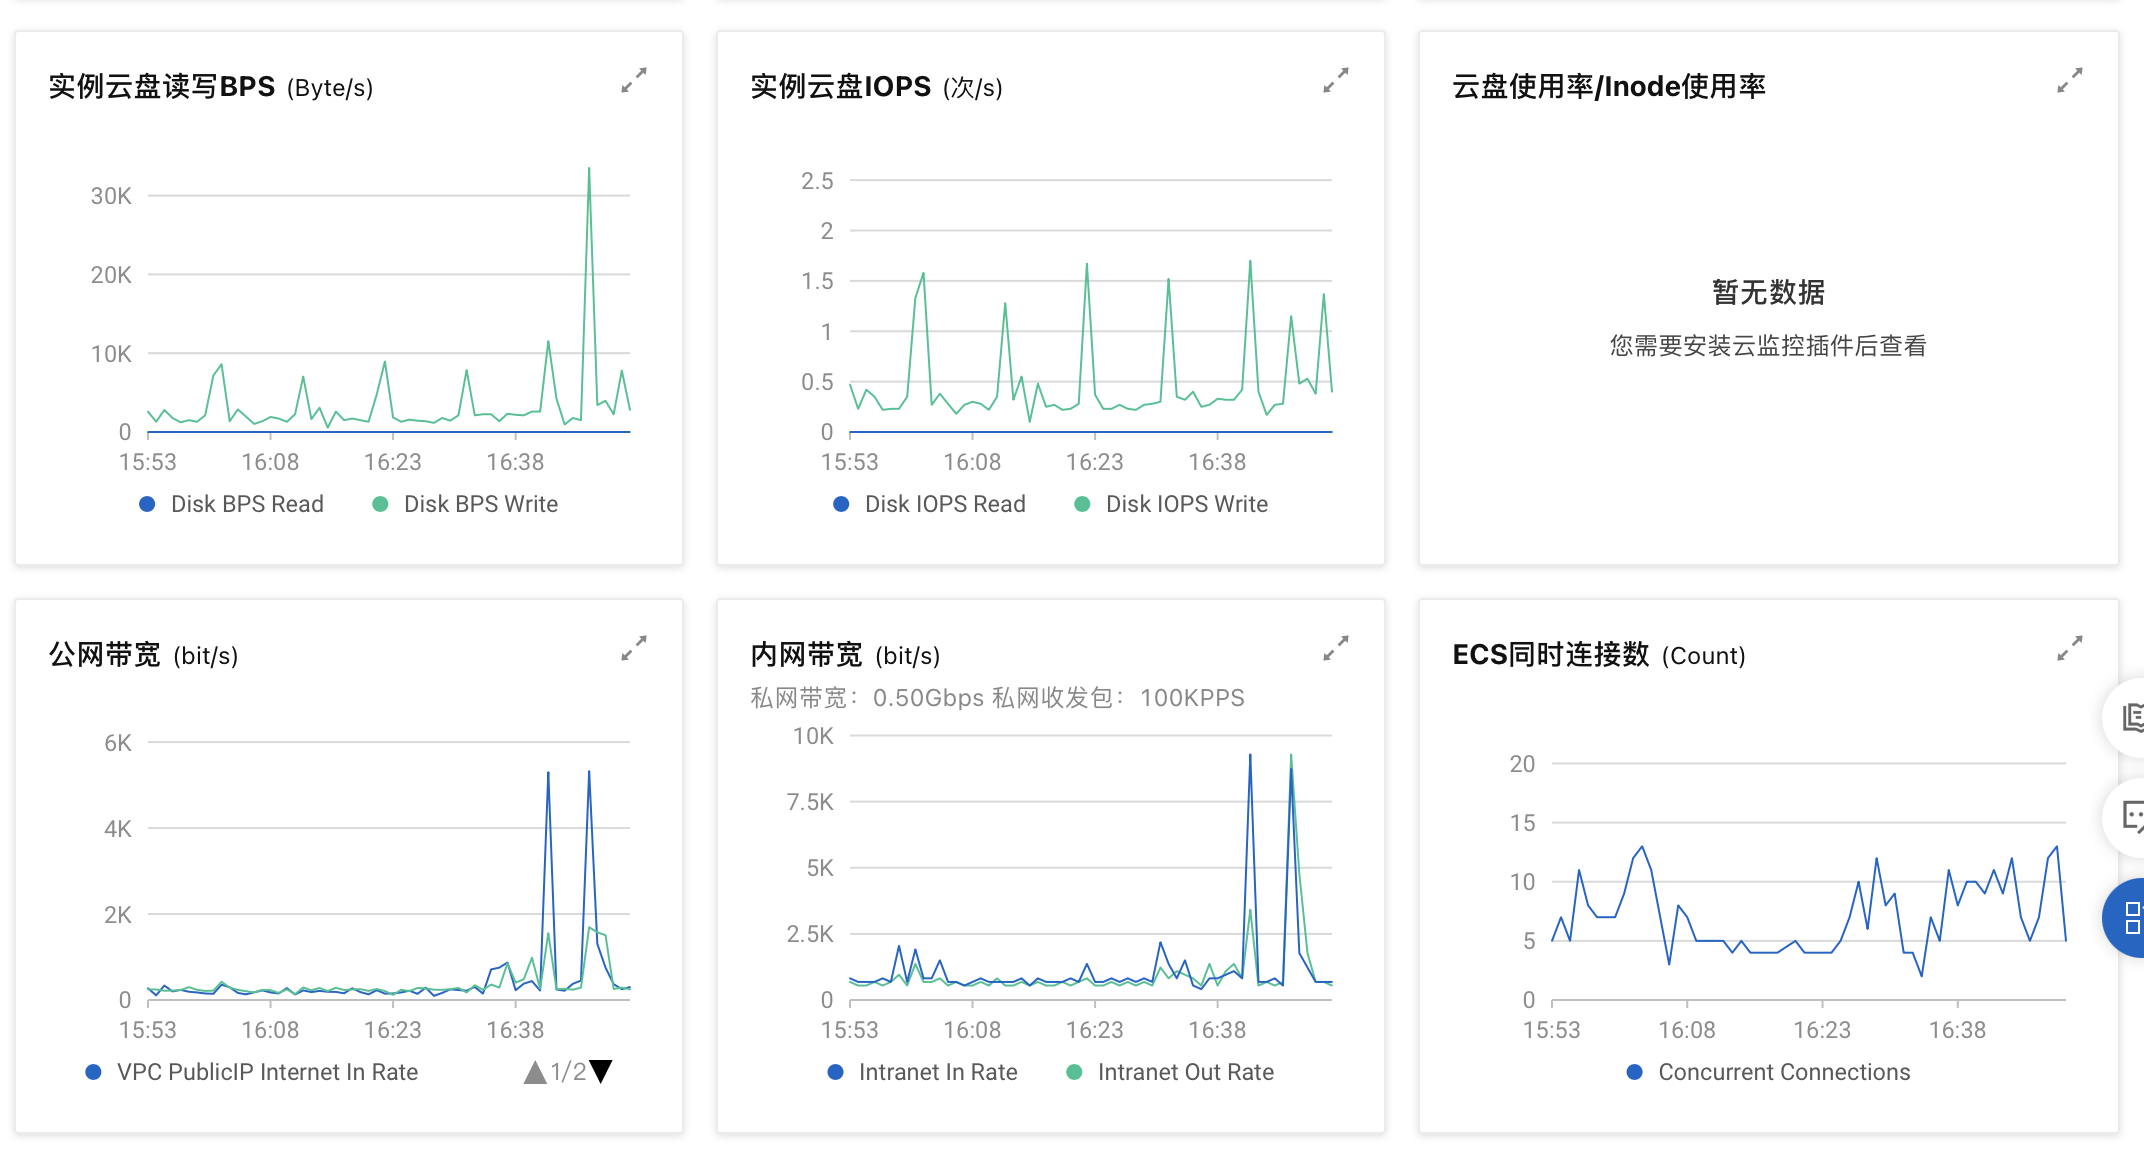 实例云盘读写BPS (Byte/s)
30K
20K
10K
0
15:53 16:08 16:23 16:38
Disk BPS Read Disk BPS Write
实例云盘IOPS (次/s)
2.5
2
1.5
1
0.5
0
15:53 16:08 16:23 16:38
Disk IOPS Read Disk IOPS Write
云盘使用率/Inode使用率
暂无数据
您需要安装云监控插件后查看
公网带宽 (bit/s)
6K
4K
2K
0
15:53 16:08 16:23 16:38
VPC PublicIP Internet In Rate 1/2
内网带宽 (bit/s)
私网带宽：0.50Gbps 私网收发包：100KPPS
10K
7.5K
5K
2.5K
0
15:53 16:08 16:23 16:38
Intranet In Rate Intranet Out Rate
ECS同时连接数 (Count)
20
15
10
5
0
15:53 16:08 16:23 16:38
Concurrent Connections